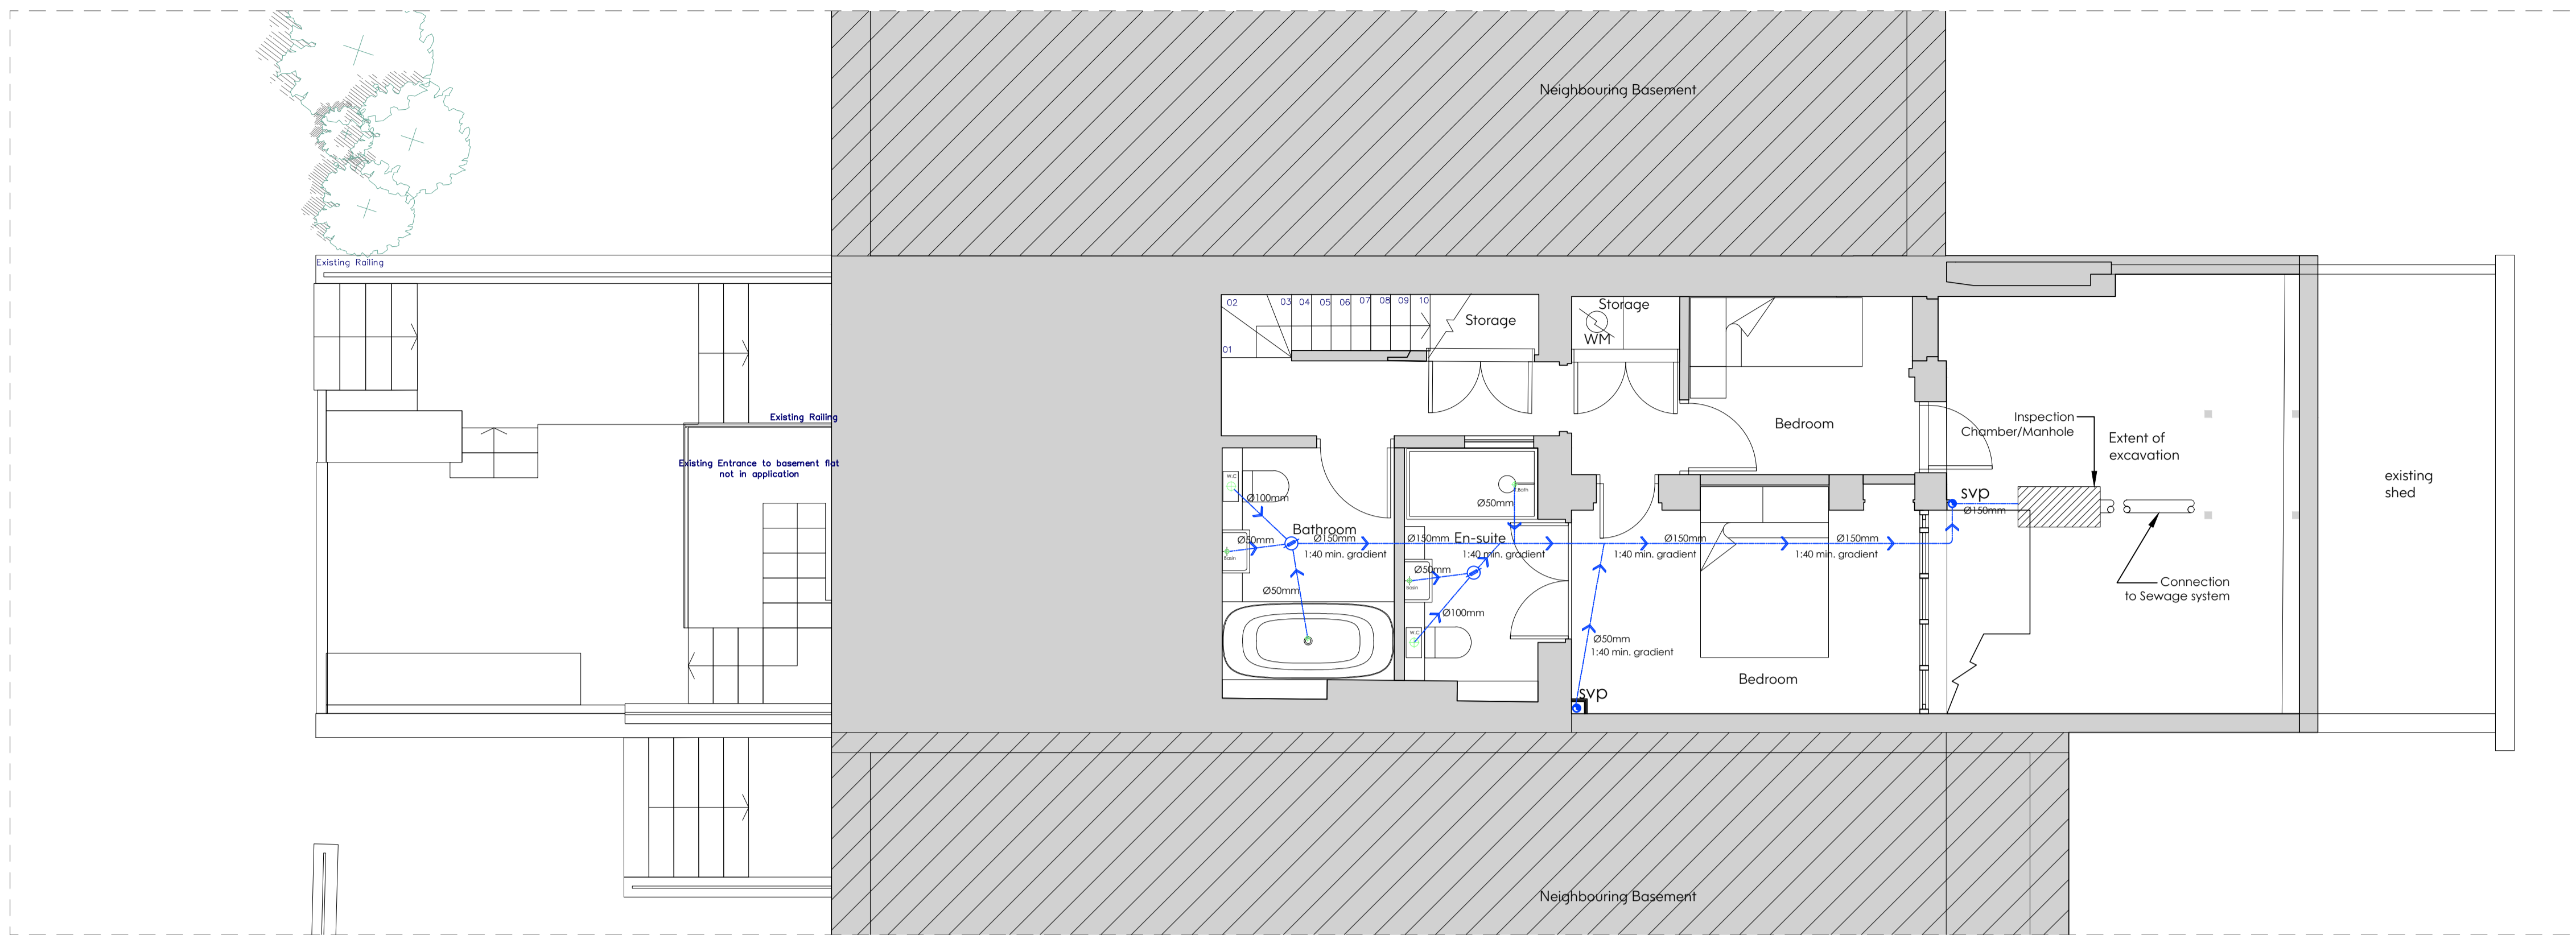 Neighbouring Basement
Existing Railing
02
03
04
05
06
07
08
09
10
01
Storage
Storage
WM
Existing Railing
Existing Entrance to basement flat
not in application
Bedroom
Inspection
Chamber/Manhole
Extent of
excavation
existing
shed
W.C
Ø100mm
Bath
Ø50mm
svp
Ø150mm
Bathroom
Ø50mm
Basin
Ø150mm
1:40 min. gradient
Ø150mm
En-suite
1:40 min. gradient
Ø150mm
1:40 min. gradient
Ø150mm
1:40 min. gradient
Ø50mm
Ø50mm
Basin
Ø100mm
W.C
Connection
to Sewage system
Ø50mm
1:40 min. gradient
svp
Bedroom
Neighbouring Basement